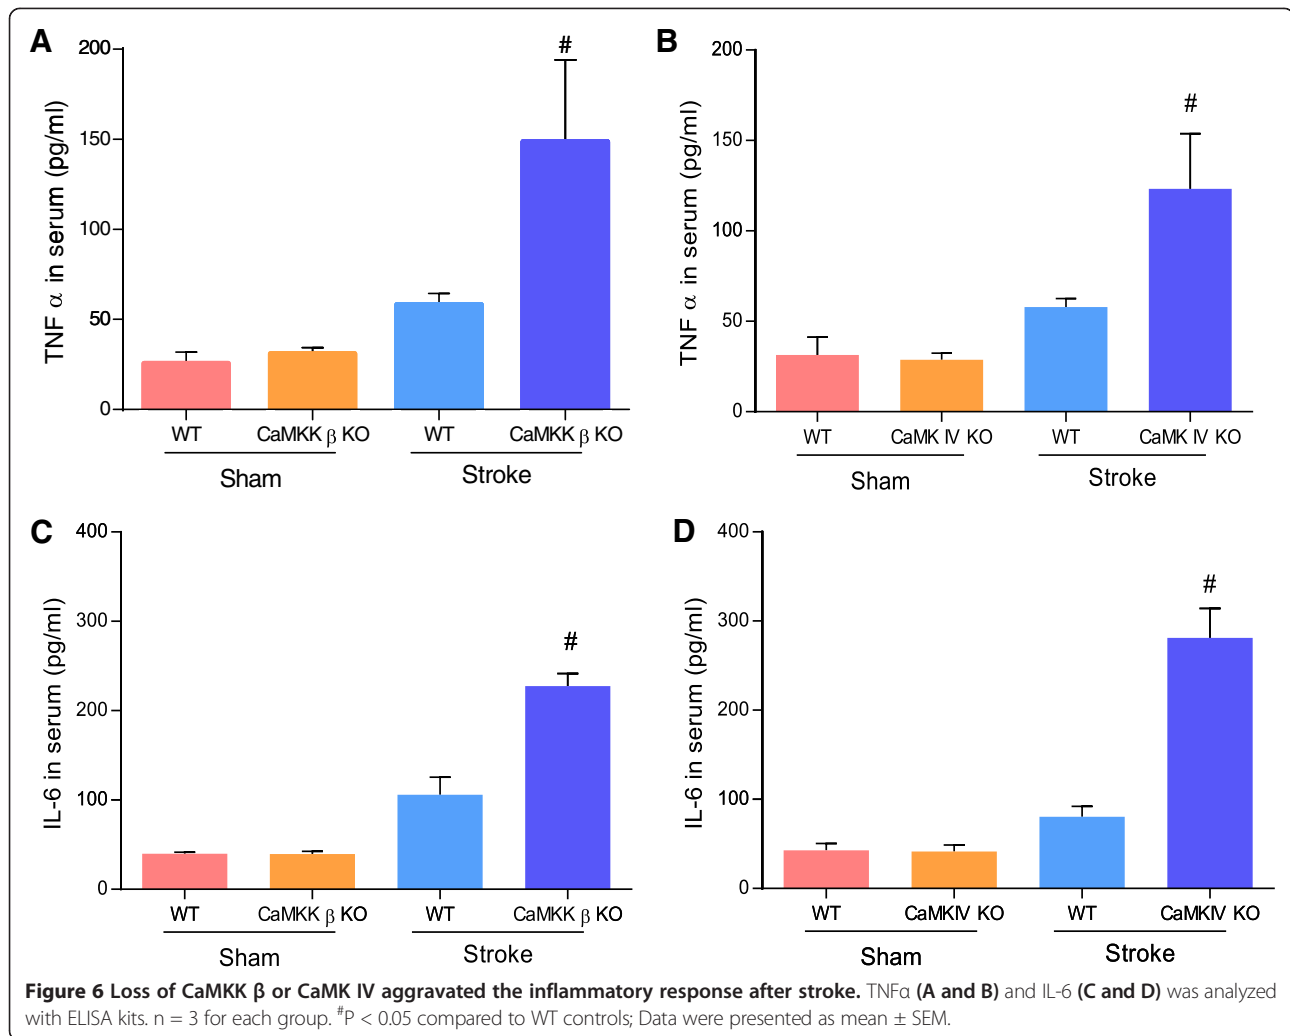 A
TNF α in serum (pg/ml)
200
150
100
50
0
#
WT CaMKK β KO WT CaMKK β KO
Sham Stroke
B
TNF α in serum (pg/ml)
200
150
100
50
0
#
WT CaMK IV KO WT CaMK IV KO
Sham Stroke
C
IL-6 in serum (pg/ml)
400
300
200
100
0
#
WT CaMKK β KO WT CaMKK β KO
Sham Stroke
D
IL-6 in serum (pg/ml)
400
300
200
100
0
#
WT CaMKIV KO WT CaMKIV KO
Sham Stroke
Figure 6 Loss of CaMKK β or CaMK IV aggravated the inflammatory response after stroke. TNFα (A and B) and IL-6 (C and D) was analyzed
with ELISA kits. n = 3 for each group. #P < 0.05 compared to WT controls; Data were presented as mean ± SEM.